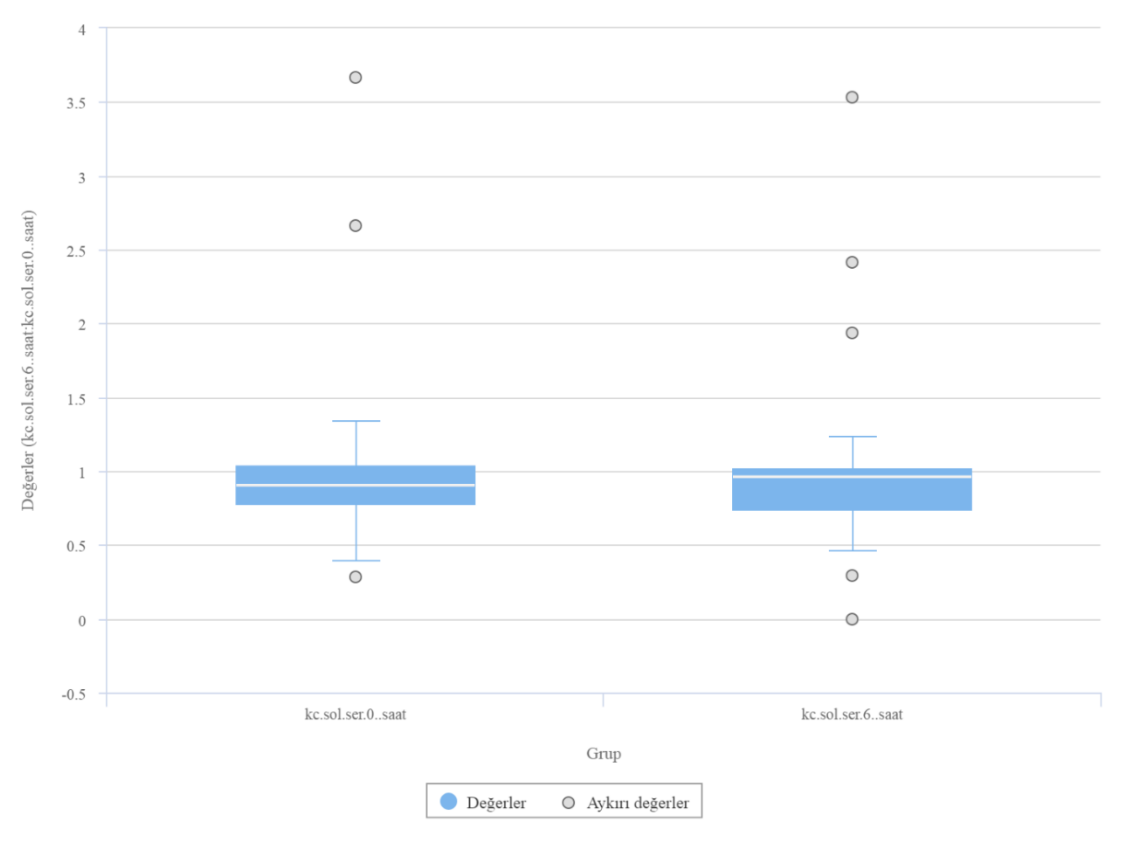 4
3.5
3
2.5
2
1.5
1
0.5
0
-0.5
Değerler (kc.sol.ser.6..saat:kc.sol.ser.0..saat)
kc.sol.ser.0..saat
kc.sol.ser.6..saat
Grup
Değerler
Aykırı değerler